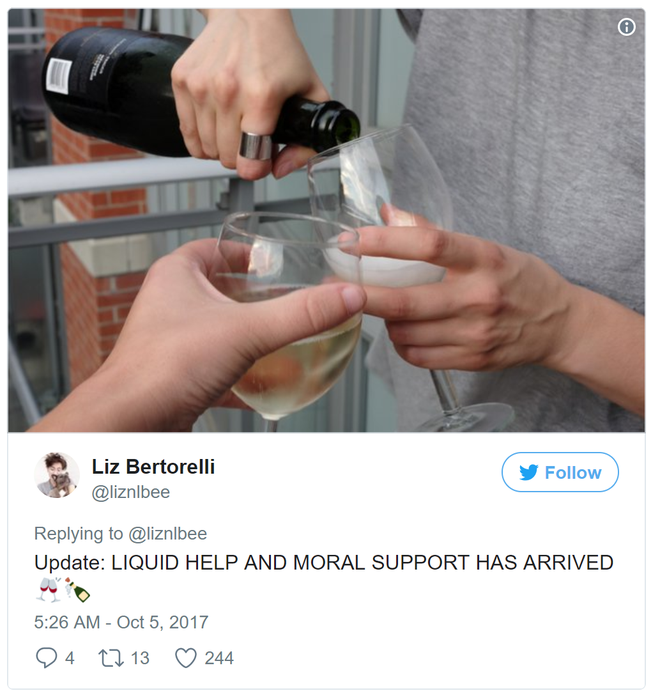 Liz Bertorelli
@liznlbee
Follow
Replying to @liznlbee
Update: LIQUID HELP AND MORAL SUPPORT HAS ARRIVED
🥂🍾
5:26 AM - Oct 5, 2017
4 13 244